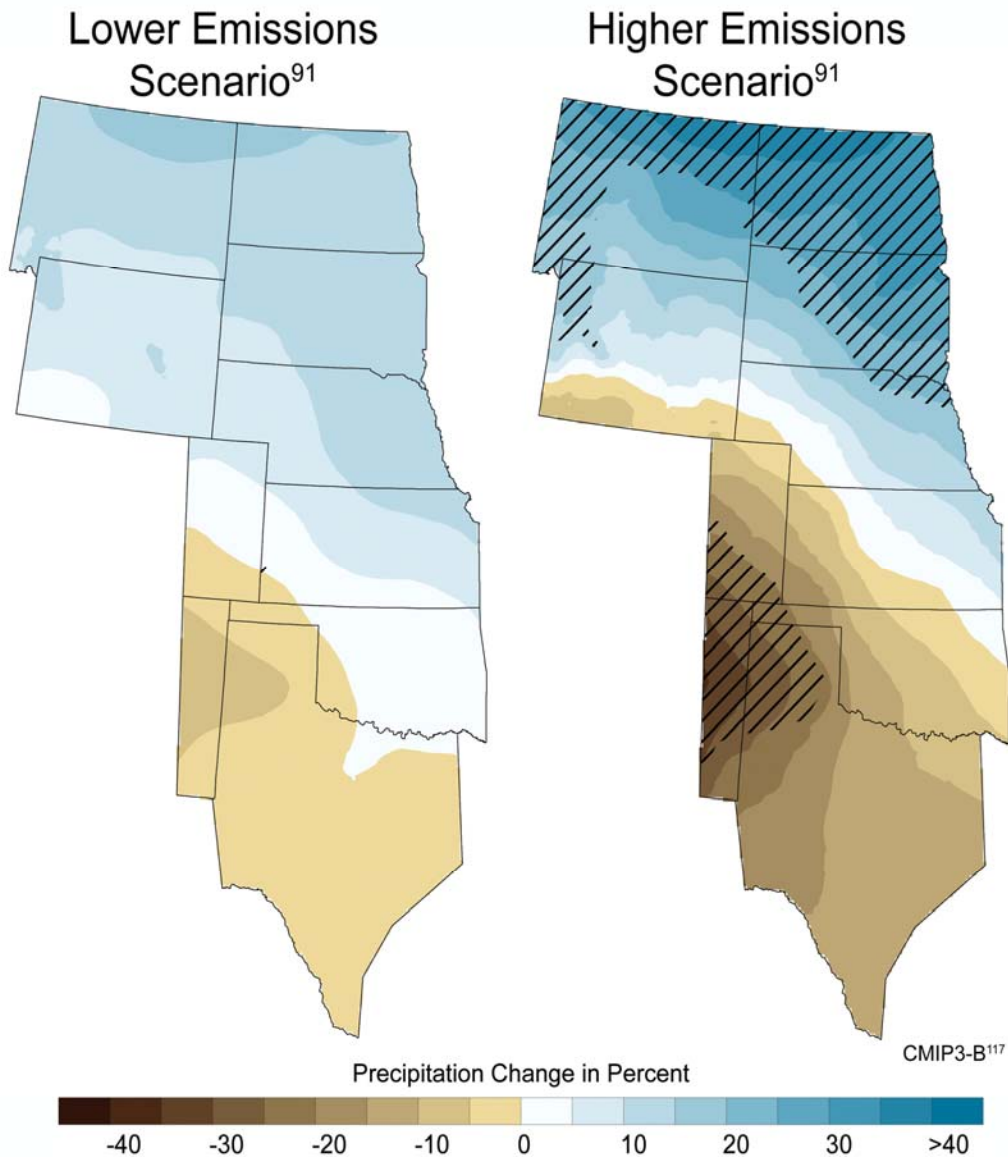 Lower Emissions
Scenario91
Higher Emissions
Scenario91
CMIP3-B117
Precipitation Change in Percent
-40 -30 -20 -10 0 10 20 30 >40